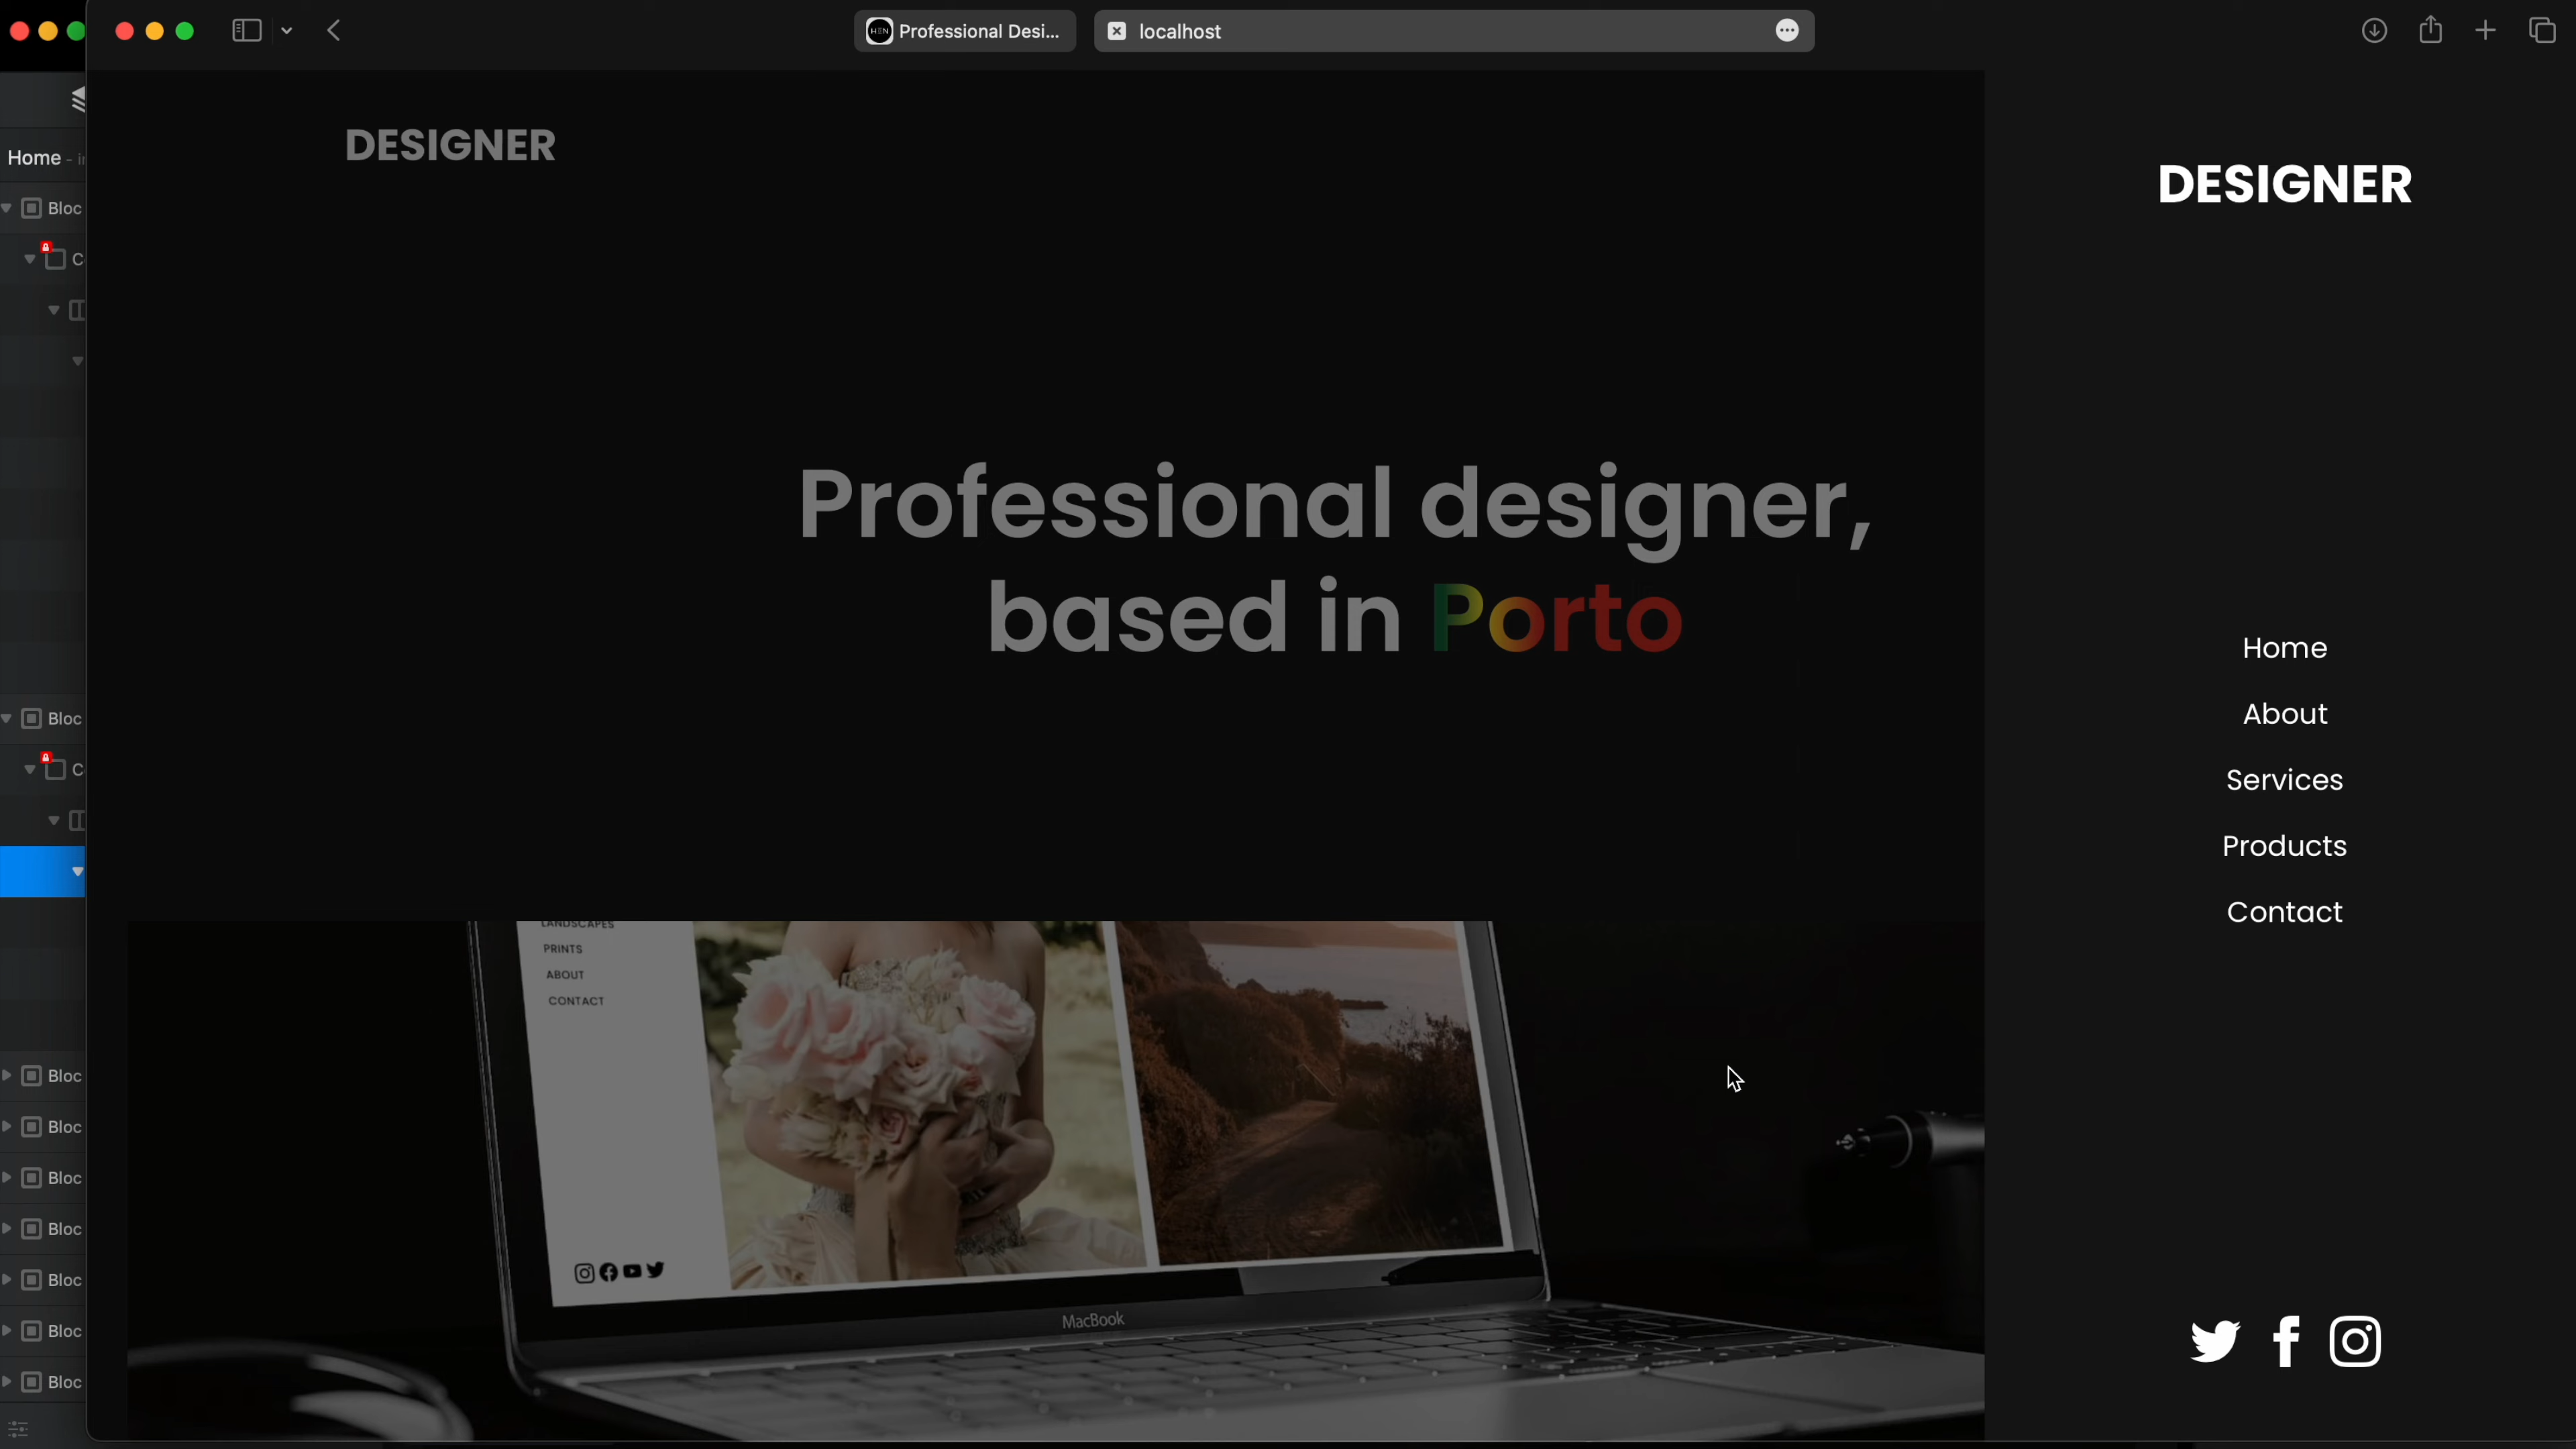 Professional Desi...
localhost
Home
Bloc
C
Bloc
C
Bloc
Bloc
Bloc
Bloc
Bloc
Bloc
Bloc
DESIGNER
Professional designer,
based in Porto
LANDSCAPES
PRINTS
ABOUT
CONTACT
MacBook
DESIGNER
Home
About
Services
Products
Contact